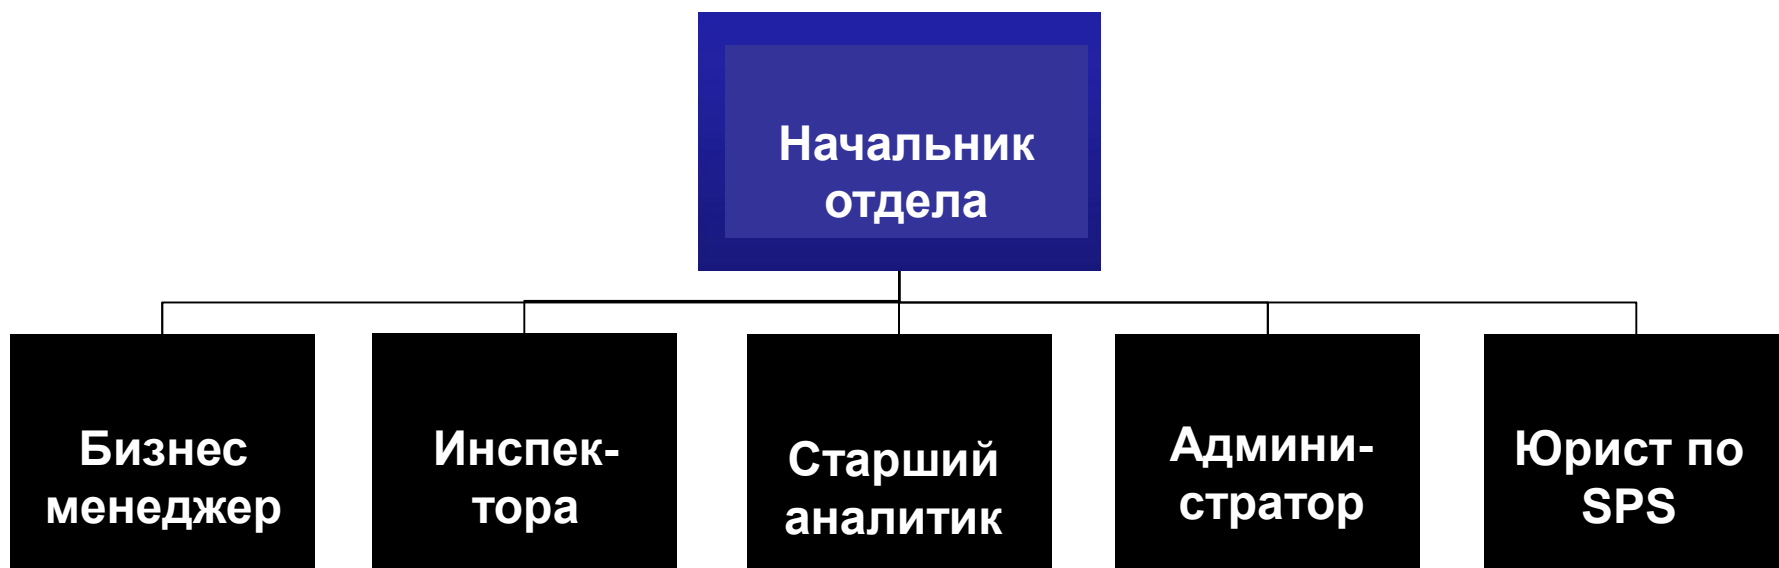 Начальник
отдела
Бизнес
менеджер
Инспек-
тора
Старший
аналитик
Админи-
стратор
Юрист по
SPS